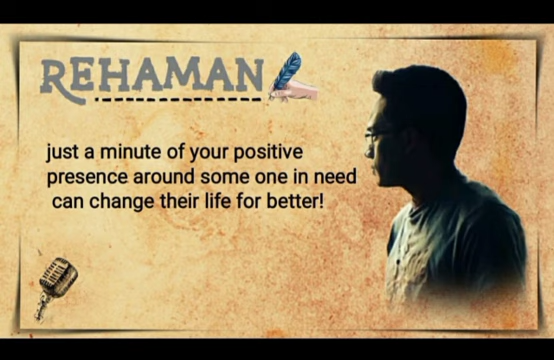 REHAMAN
just a minute of your positive
presence around some one in need
can change their life for better!